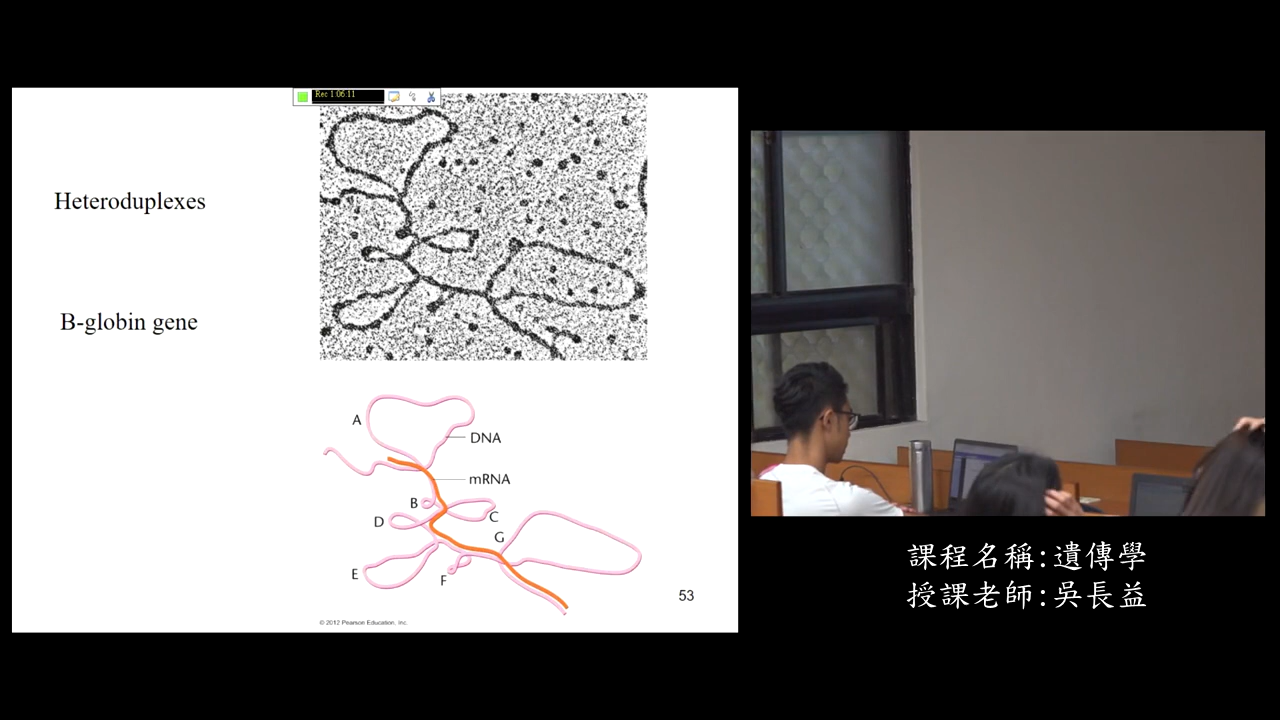 Rec 1:06:11
Heteroduplexes
B-globin gene
A
DNA
mRNA
B
C
D
G
E
F
53
© 2012 Pearson Education, Inc.
課程名稱:遺傳學
授課老師:吳長益